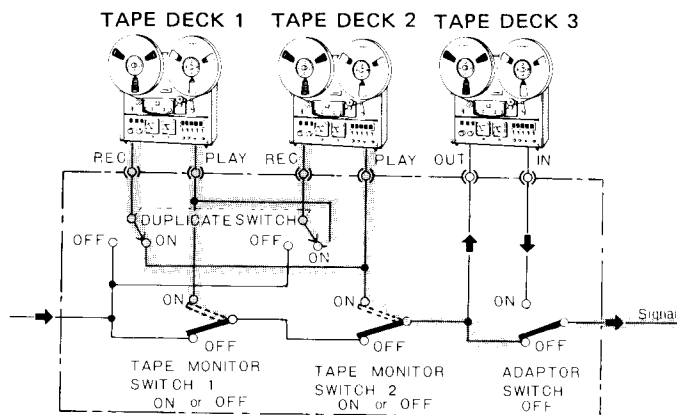 TAPE DECK 1 TAPE DECK 2 TAPE DECK 3
REC PLAY REC PLAY OUT IN
DUPLICATE SWITCH
OFF ON OFF ON
ON ON ON
Signal
OFF OFF OFF
TAPE MONITOR
SWITCH 1
ON or OFF
TAPE MONITOR
SWITCH 2
ON or OFF
ADAPTOR
SWITCH
OFF